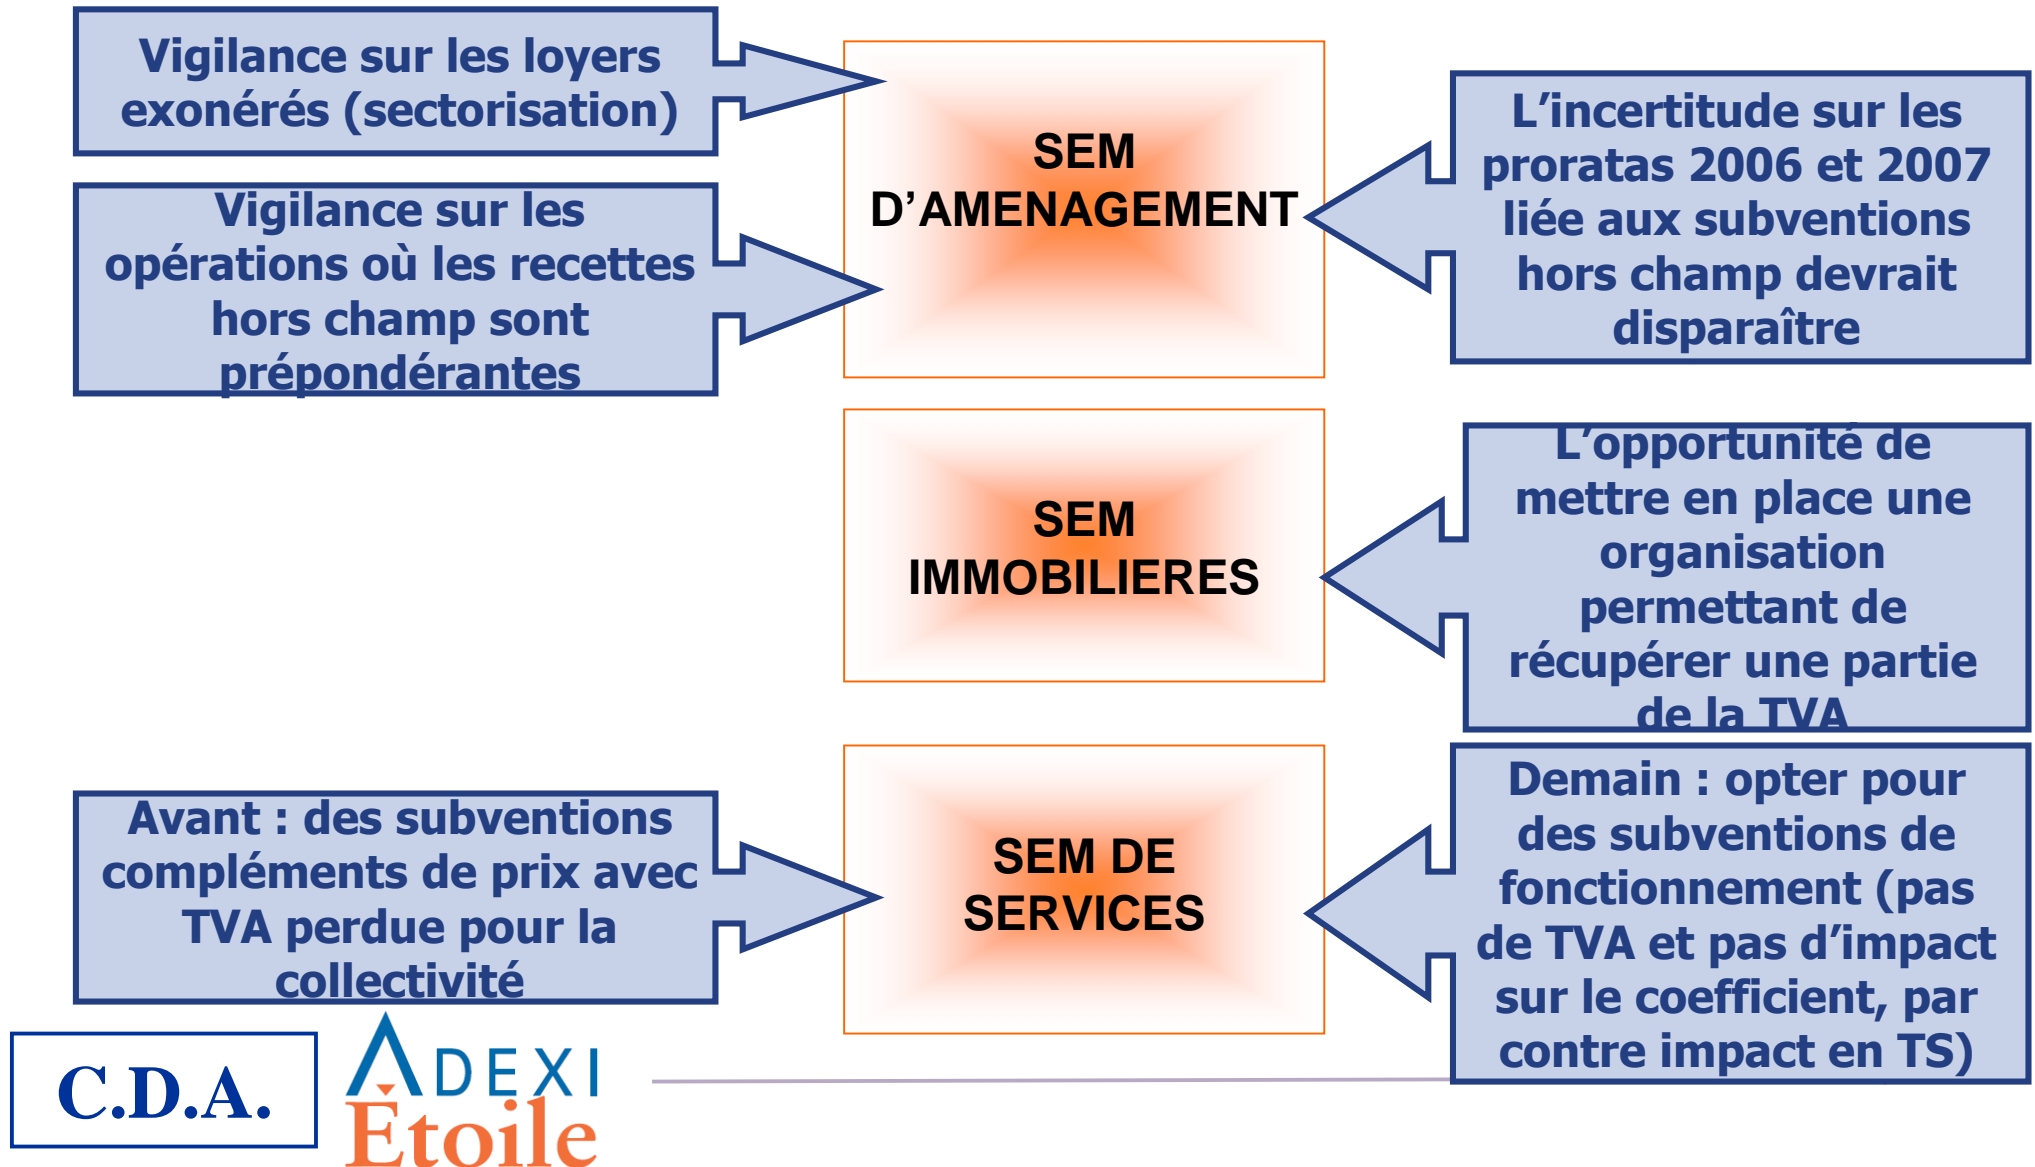 Vigilance sur les loyers
exonérés (sectorisation)
Vigilance sur les
opérations où les recettes
hors champ sont
prépondérantes
SEM
D’AMENAGEMENT
L’incertitude sur les
proratas 2006 et 2007
liée aux subventions
hors champ devrait
disparaître
SEM
IMMOBILIERES
L’opportunité de
mettre en place une
organisation
permettant de
récupérer une partie
de la TVA
Avant : des subventions
compléments de prix avec
TVA perdue pour la
collectivité
SEM DE
SERVICES
Demain : opter pour
des subventions de
fonctionnement (pas
de TVA et pas d’impact
sur le coefficient, par
contre impact en TS)
C.D.A.
ADEXI
Étoile